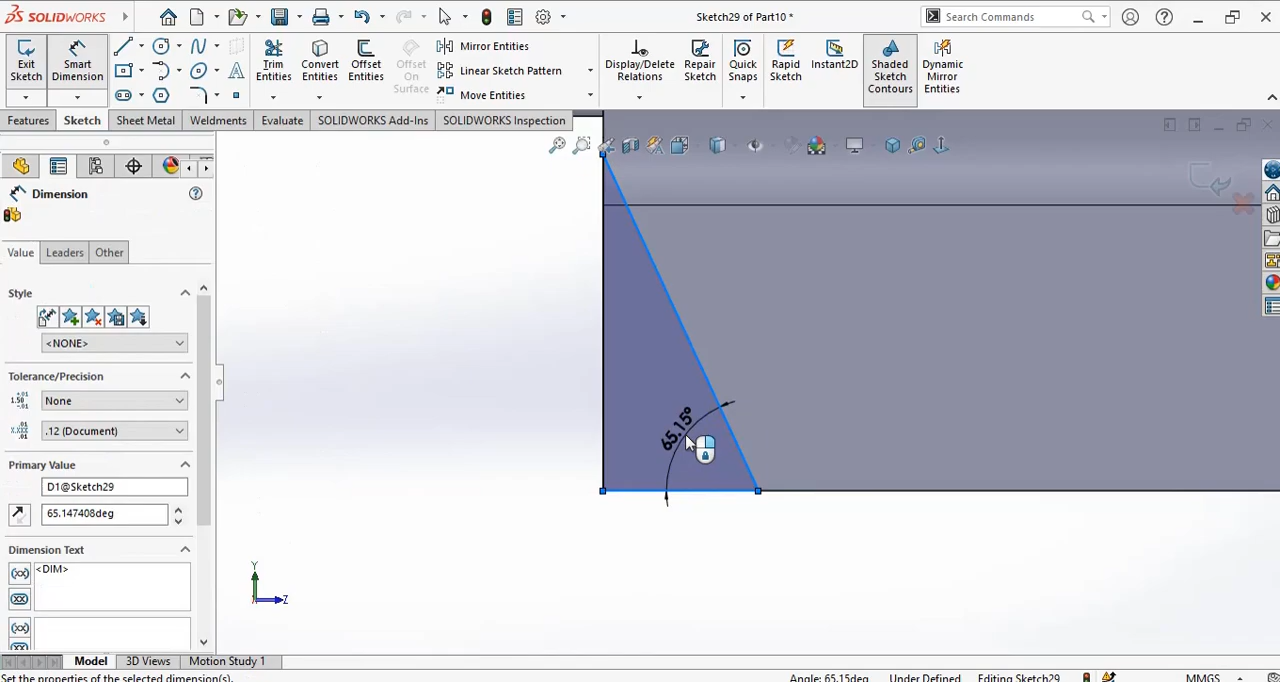 SOLIDWORKS
Sketch29 of Part10 *
Search Commands
Exit Sketch
Smart Dimension
Trim Entities
Convert Entities
Offset Entities
Offset On Surface
Mirror Entities
Linear Sketch Pattern
Move Entities
Display/Delete Relations
Repair Sketch
Quick Snaps
Rapid Sketch
Instant2D
Shaded Sketch Contours
Dynamic Mirror Entities
Features Sketch Sheet Metal Weldments Evaluate SOLIDWORKS Add-Ins SOLIDWORKS Inspection
Dimension
Value Leaders Other
Style
<NONE>
Tolerance/Precision
None
.12 (Document)
Primary Value
D1@Sketch29
65.147408deg
Dimension Text
<DIM>
65.15°
Y
Z
Model 3D Views Motion Study 1
Set the properties of the selected dimension(s).
Angle: 65.15deg Under Defined Editing Sketch29 MMGS